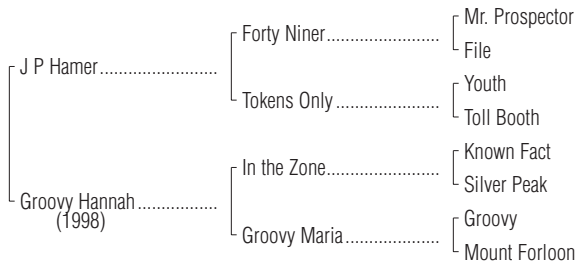 Mr. Prospector
Forty Niner........................
File
J P Hamer.........................
Youth
Tokens Only......................
Toll Booth
Known Fact
In the Zone........................
Silver Peak
Groovy Hannah.................
(1998)
Groovy
Groovy Maria....................
Mount Forloon